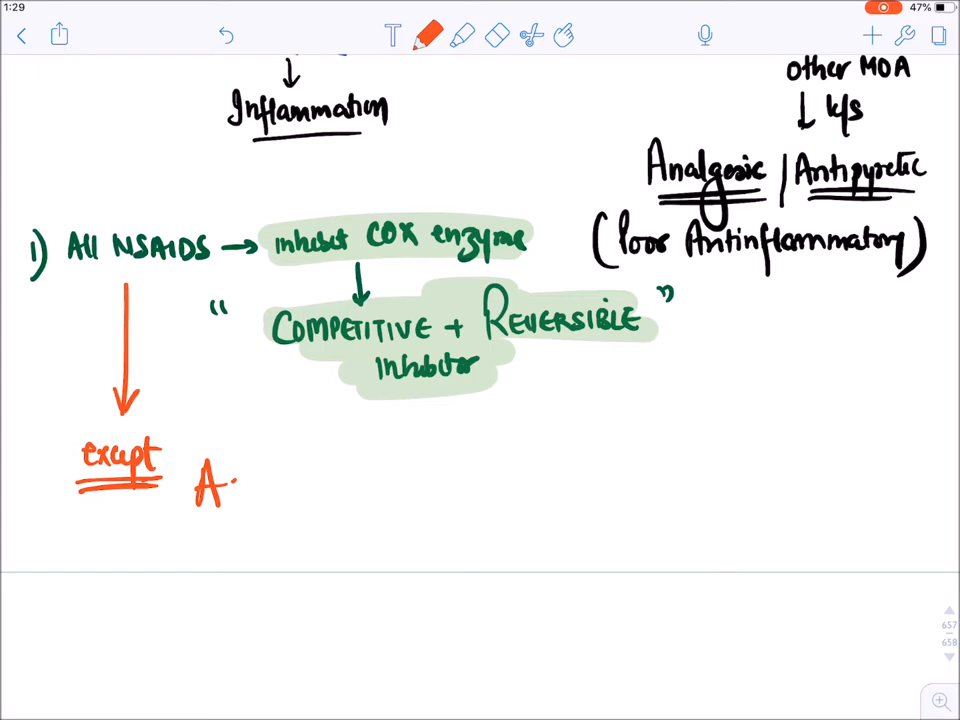 1:29
47%
T
other MOA
k/s
Inflammation
Analgesic / Antipyretic
(Poor Antinflammatory)
1) All NSAIDS → inhibit COX enzyme
" COMPETITIVE + REVERSIBLE "
inhibitor
except A.
657
658